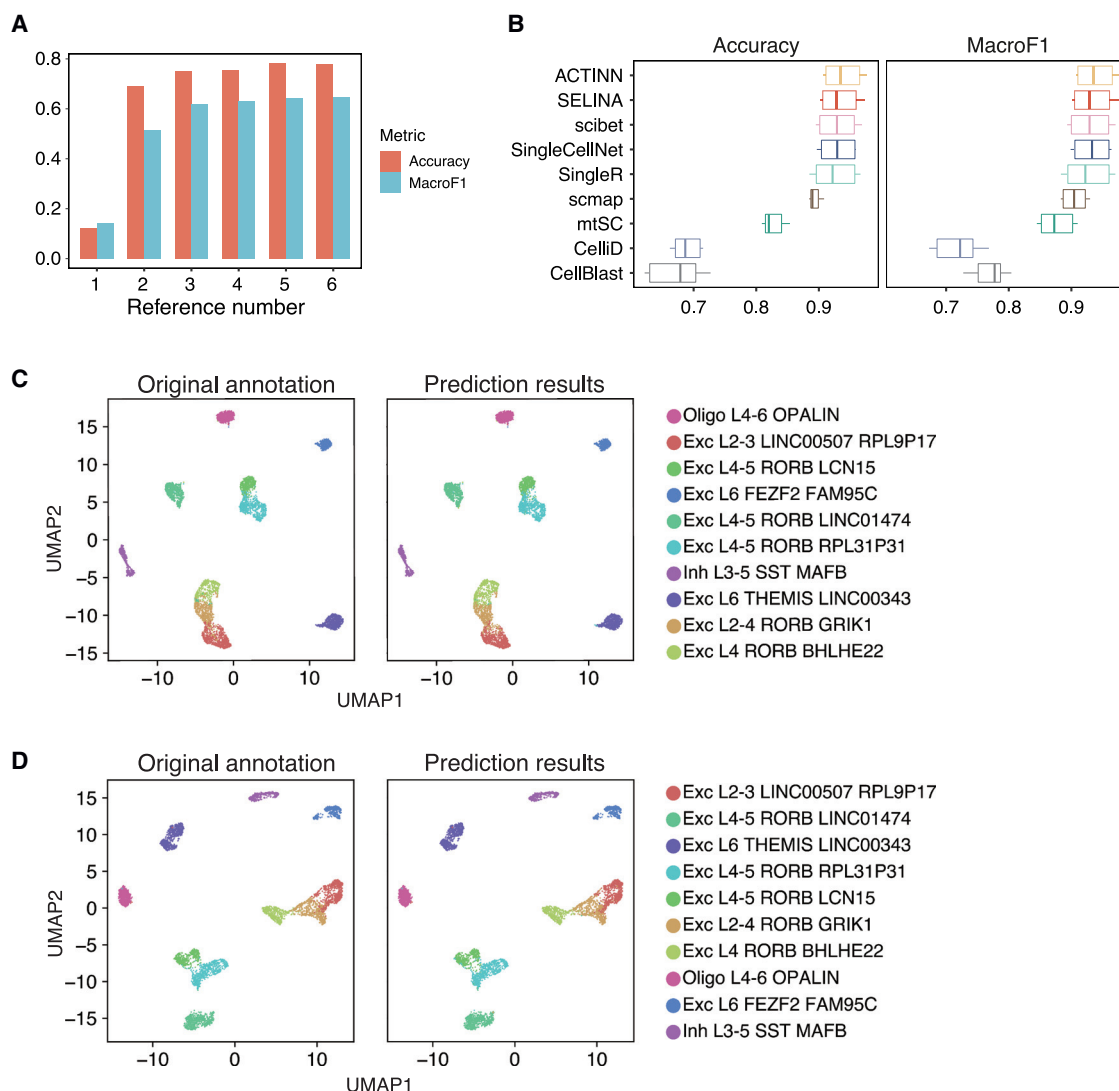 A
0.8
0.6
0.4
0.2
0.0
1 2 3 4 5 6
Reference number
Metric
Accuracy
MacroF1
B
Accuracy MacroF1
ACTINN
SELINA
scibet
SingleCellNet
SingleR
scmap
mtSC
CelliD
CellBlast
0.7 0.8 0.9 0.7 0.8 0.9
C
Original annotation Prediction results
UMAP2
15
10
5
0
−5
−10
−15
−10 0 10 −10 0 10
UMAP1
Oligo L4-6 OPALIN
Exc L2-3 LINC00507 RPL9P17
Exc L4-5 RORB LCN15
Exc L6 FEZF2 FAM95C
Exc L4-5 RORB LINC01474
Exc L4-5 RORB RPL31P31
Inh L3-5 SST MAFB
Exc L6 THEMIS LINC00343
Exc L2-4 RORB GRIK1
Exc L4 RORB BHLHE22
D
Original annotation Prediction results
UMAP2
15
10
5
0
−5
−10
−15
−10 0 10 −10 0 10
UMAP1
Exc L2-3 LINC00507 RPL9P17
Exc L4-5 RORB LINC01474
Exc L6 THEMIS LINC00343
Exc L4-5 RORB RPL31P31
Exc L4-5 RORB LCN15
Exc L2-4 RORB GRIK1
Exc L4 RORB BHLHE22
Oligo L4-6 OPALIN
Exc L6 FEZF2 FAM95C
Inh L3-5 SST MAFB